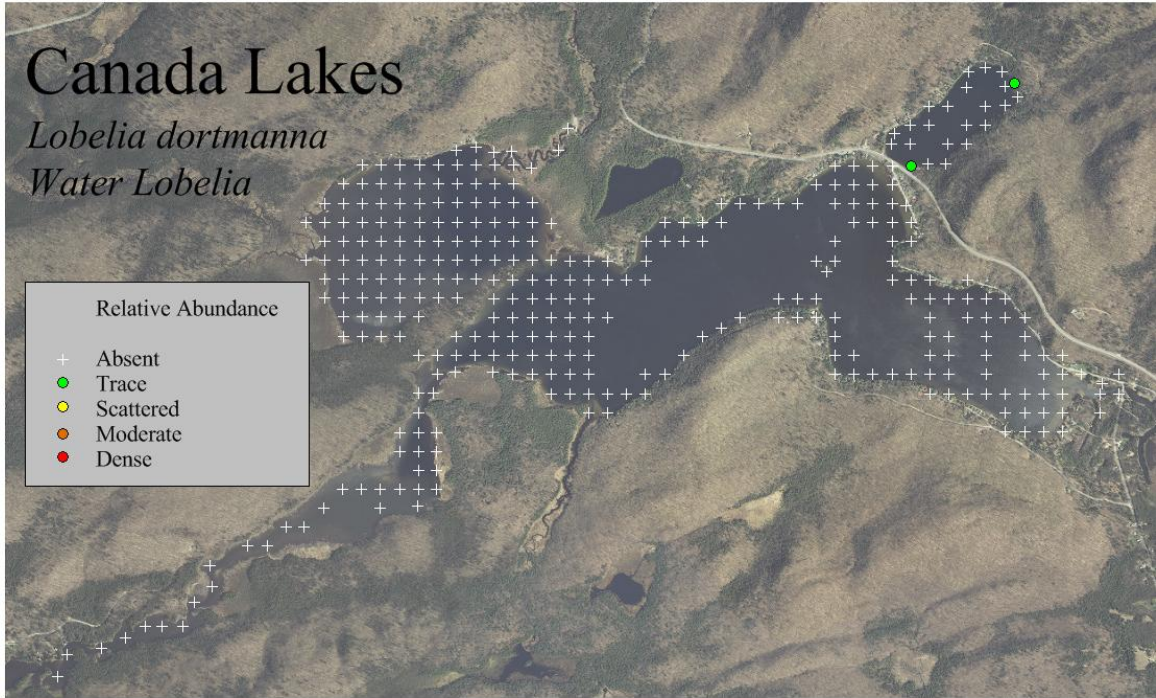 Canada Lakes
Lobelia dortmanna
Water Lobelia
Relative Abundance
Absent
Trace
Scattered
Moderate
Dense